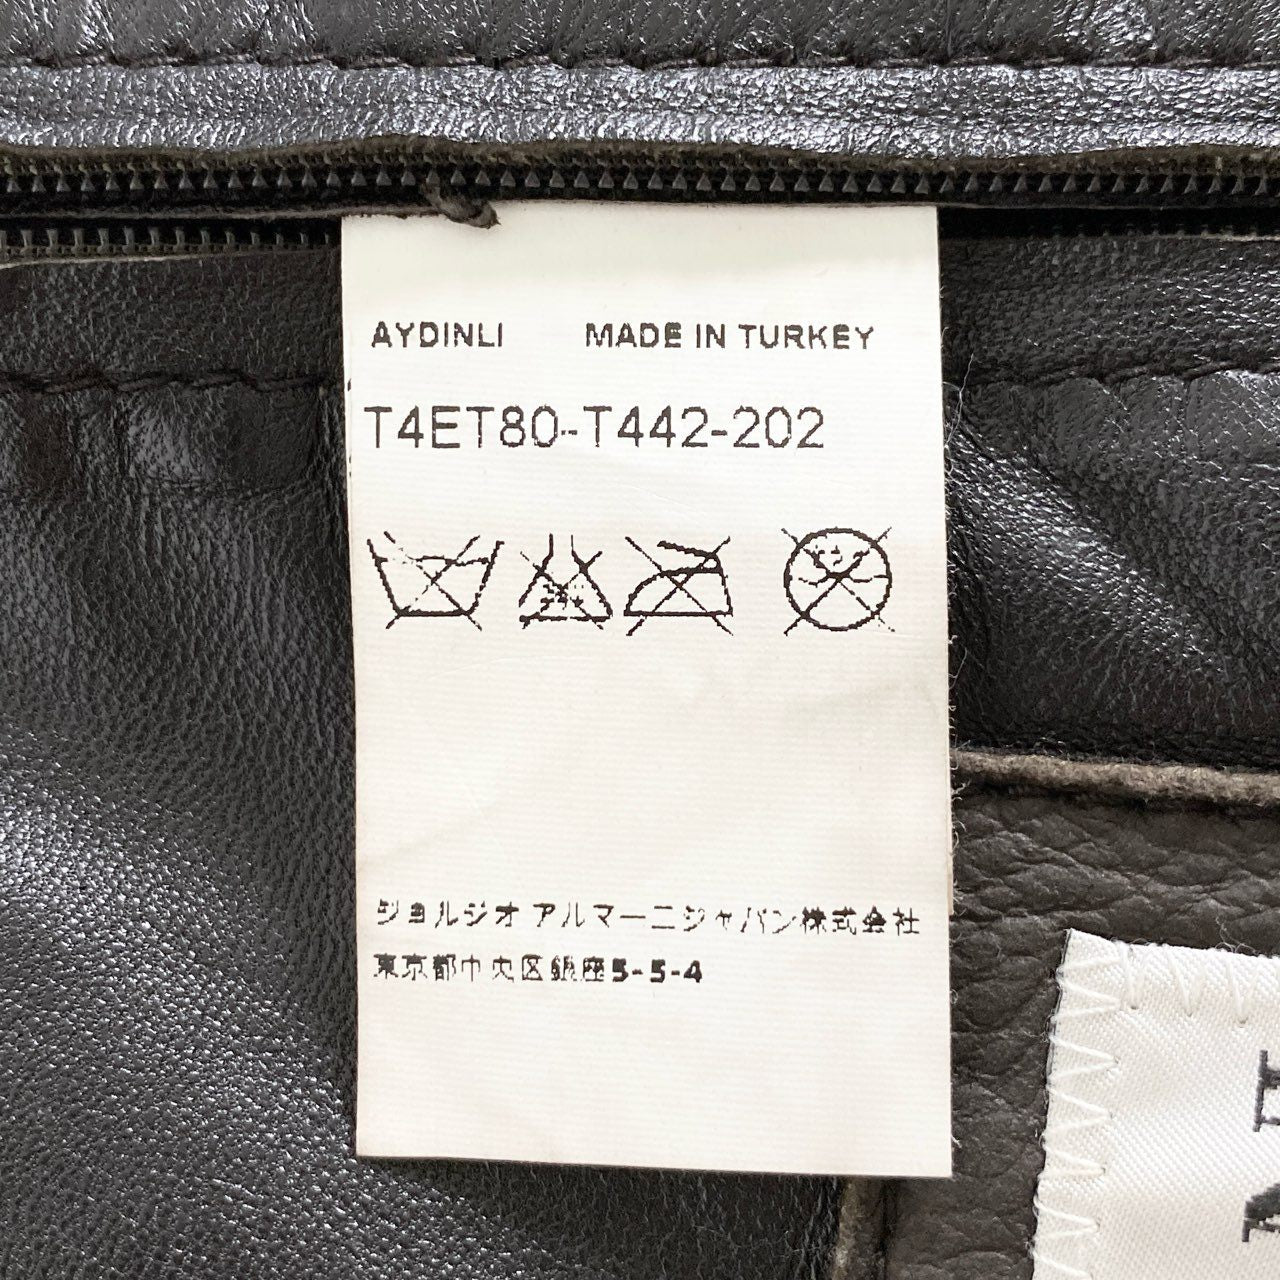 AYDINLI MADE IN TURKEY
T4ET80-T442-202
ジョルジオ アルマーニジャパン株式会社
東京都中央区銀座5-5-4